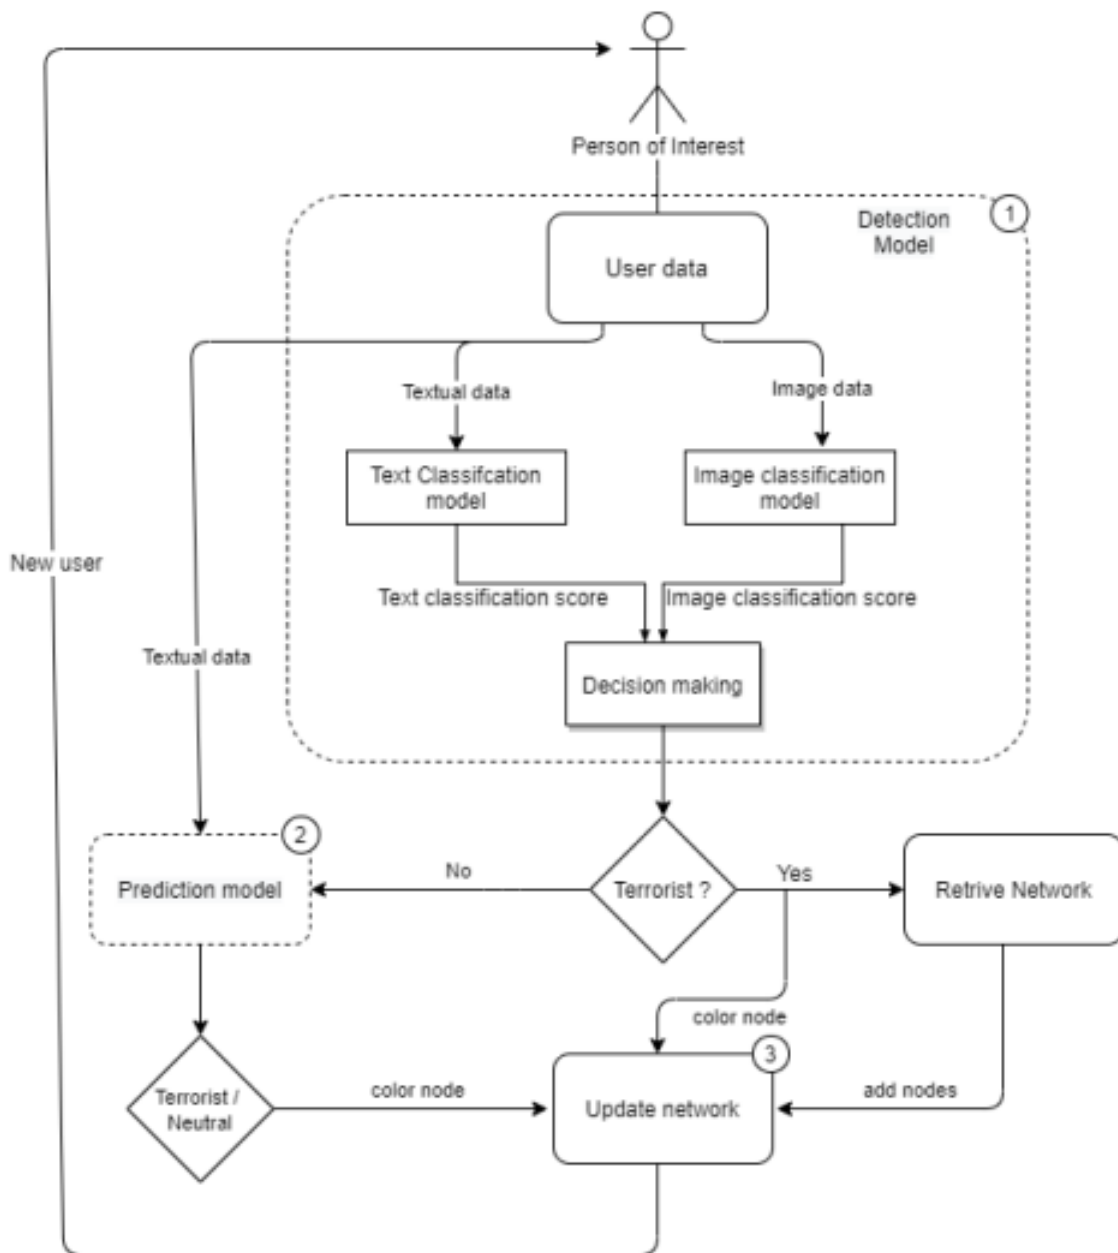 Person of Interest
1
Detection
Model
User data
Textual data
Image data
Text Classifcation
model
Image classification
model
New user
Text classification score
Image classification score
Textual data
Decision making
2
Prediction model
No
Terrorist ?
Yes
Retrive Network
color node
3
Terrorist /
Neutral
color node
Update network
add nodes